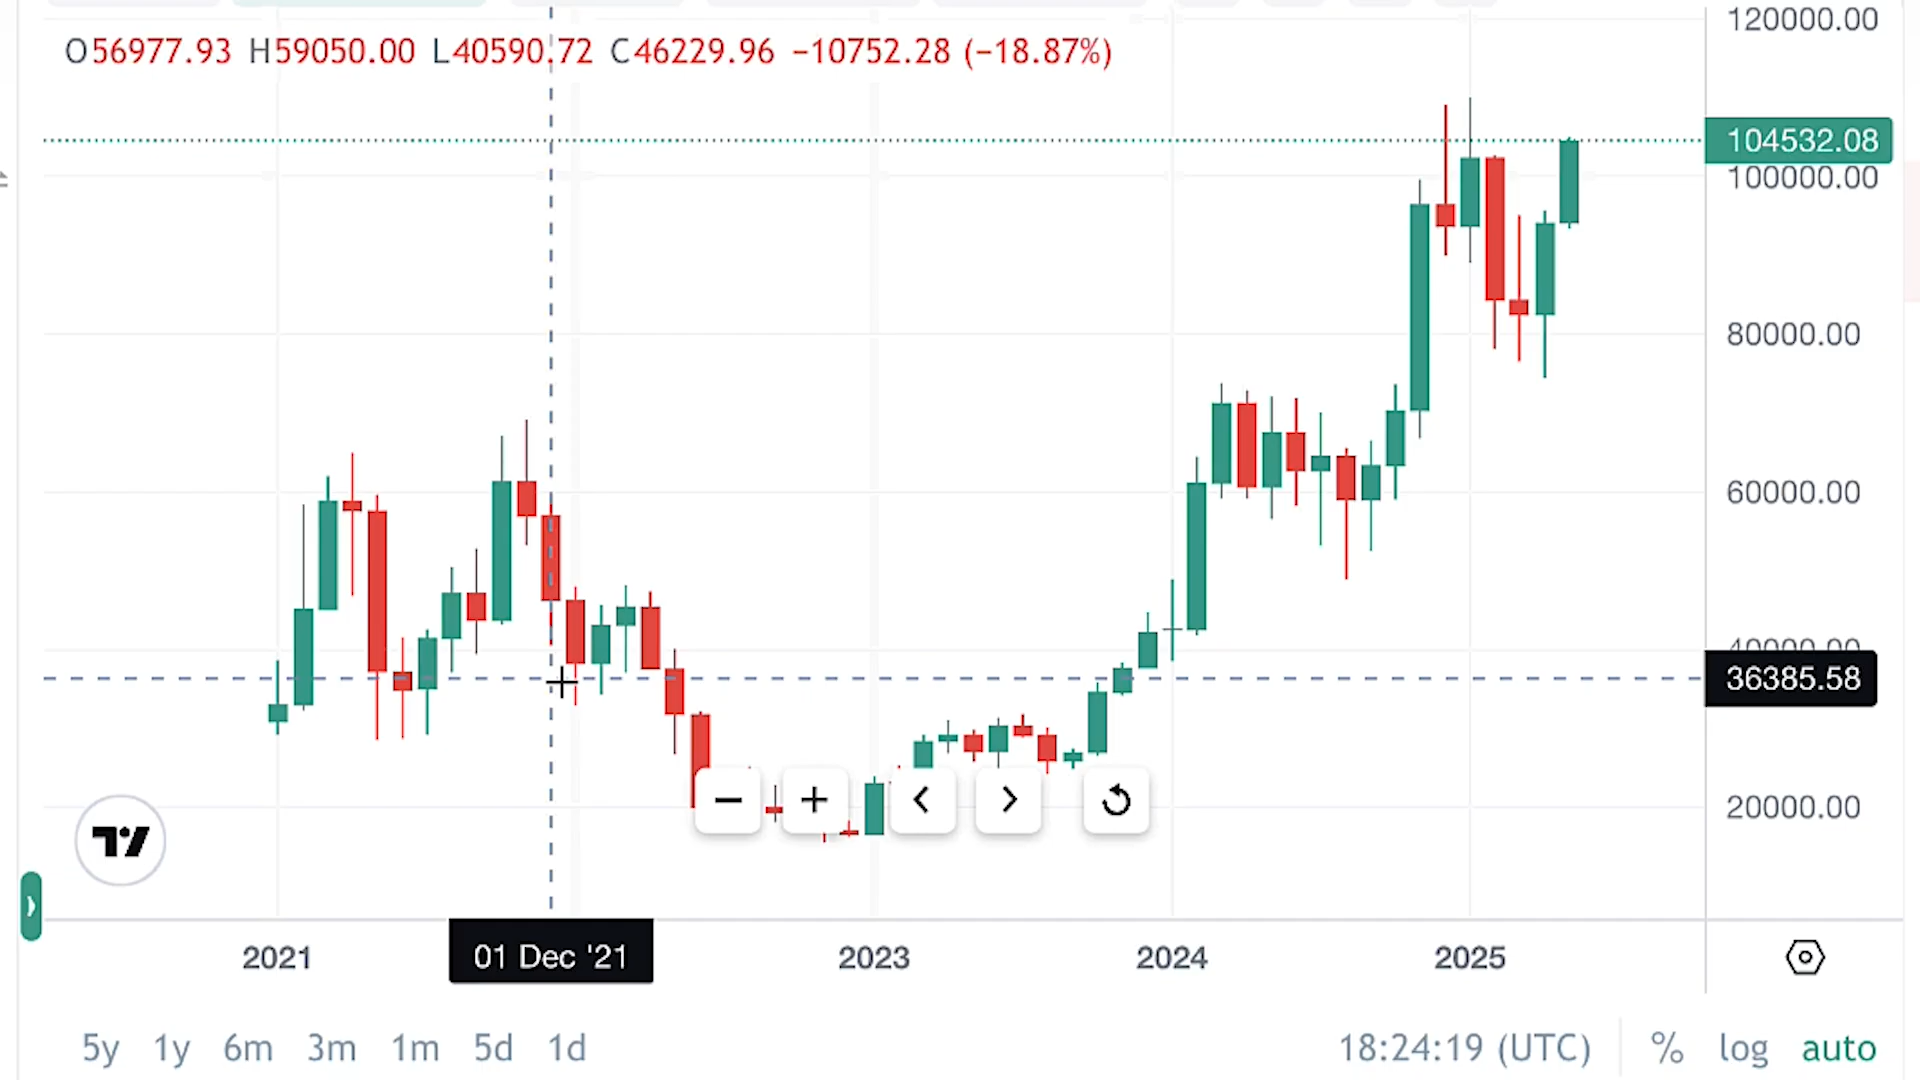 120000.00
O56977.93 H59050.00 L40590.72 C46229.96 −10752.28 (−18.87%)
104532.08
100000.00
80000.00
60000.00
40000.00
36385.58
20000.00
2021 01 Dec '21 2023 2024 2025
5y 1y 6m 3m 1m 5d 1d 18:24:19 (UTC) % log auto